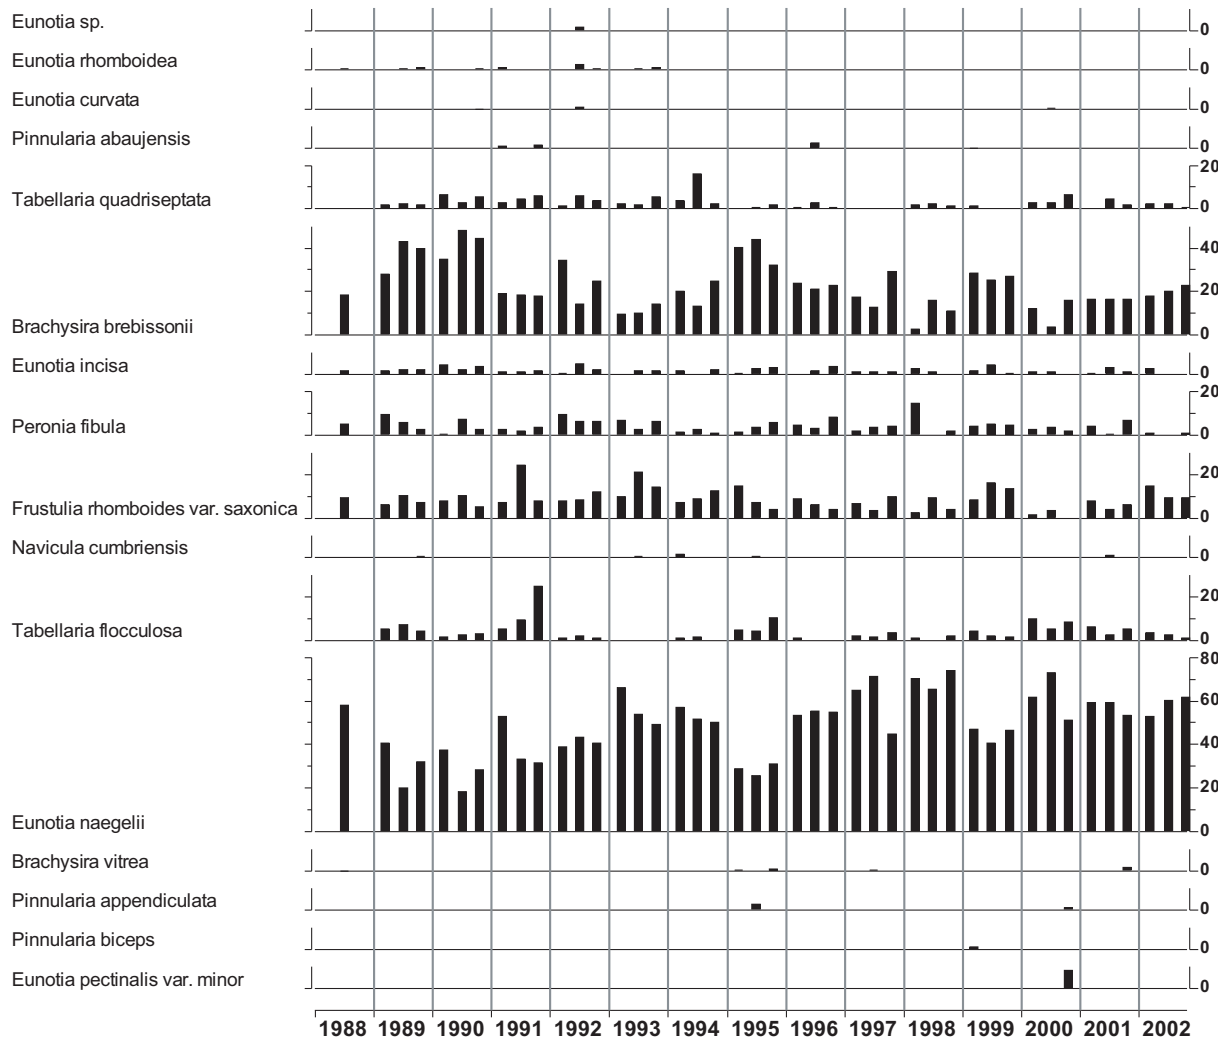 Eunotia sp. 0
Eunotia rhomboidea 0
Eunotia curvata 0
Pinnularia abaujensis 0
20
Tabellaria quadriseptata 0
40
20
Brachysira brebissonii 0
Eunotia incisa 0
20
Peronia fibula 0
20
Frustulia rhomboides var. saxonica 0
Navicula cumbriensis 0
20
Tabellaria flocculosa 0
80
60
40
20
Eunotia naegelii 0
Brachysira vitrea 0
Pinnularia appendiculata 0
Pinnularia biceps 0
Eunotia pectinalis var. minor 0
1988 1989 1990 1991 1992 1993 1994 1995 1996 1997 1998 1999 2000 2001 2002